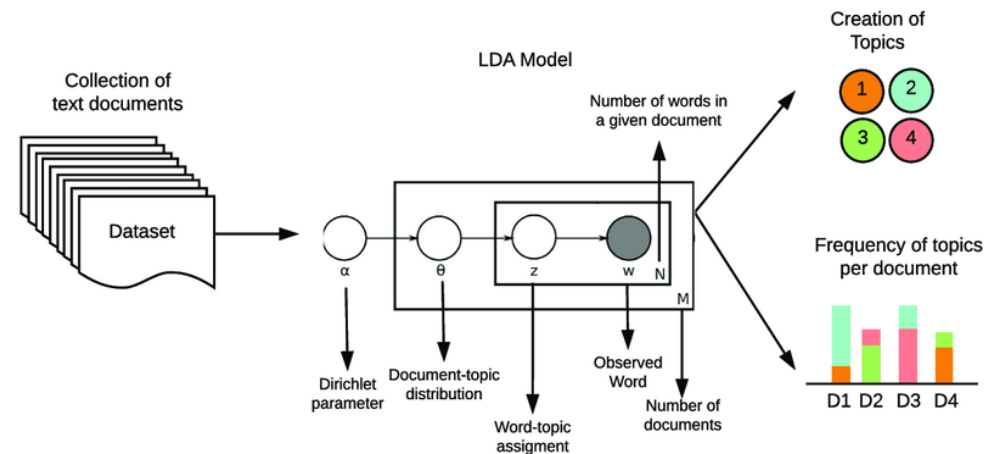 Collection of
text documents
Dataset
LDA Model
Number of words in
a given document
α
θ
z
w
N
M
Dirichlet
parameter
Document-topic
distribution
Word-topic
assigment
Observed
Word
Number of
documents
Creation of
Topics
1
2
3
4
Frequency of topics
per document
D1 D2 D3 D4